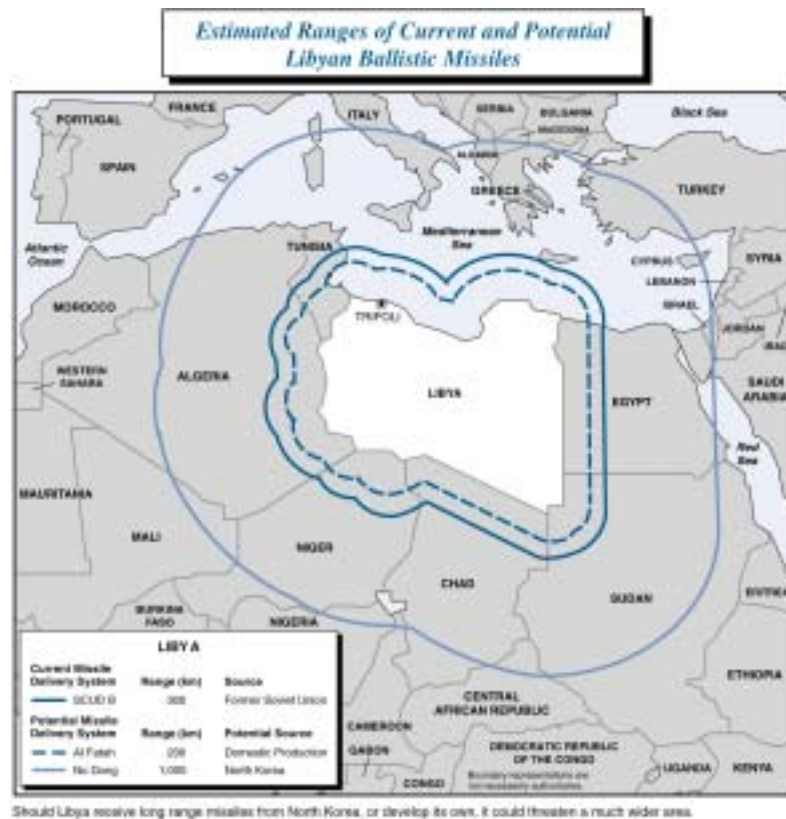 Estimated Ranges of Current and Potential
Libyan Ballistic Missiles
FRANCE
ITALY
SERBIA
BULGARIA
Black Sea
PORTUGAL
MACEDONIA
SPAIN
ALBANIA
GREECE
TURKEY
Atlantic
Ocean
TUNISIA
Mediterranean
Sea
CYPRUS
SYRIA
LEBANON
ISRAEL
MOROCCO
TRIPOLI
JORDAN
IRAQ
WESTERN
SAHARA
ALGERIA
LIBYA
EGYPT
SAUDI
ARABIA
Red
Sea
MAURITANIA
MALI
NIGER
CHAD
SUDAN
ERITREA
BURKINA
FASO
NIGERIA
ETHIOPIA
CENTRAL
AFRICAN REPUBLIC
CAMEROON
GABON
CONGO
DEMOCRATIC REPUBLIC
OF THE CONGO
Boundary representations are
not necessarily authoritative.
UGANDA
KENYA
LIBYA
Current Missile
Delivery System Range (km) Source
SCUD B 300 Former Soviet Union
Potential Missile
Delivery System Range (km) Potential Source
Al Fatah 200 Domestic Production
No Dong 1,000 North Korea
Should Libya receive long range missiles from North Korea, or develop its own, it could threaten a much wider area.